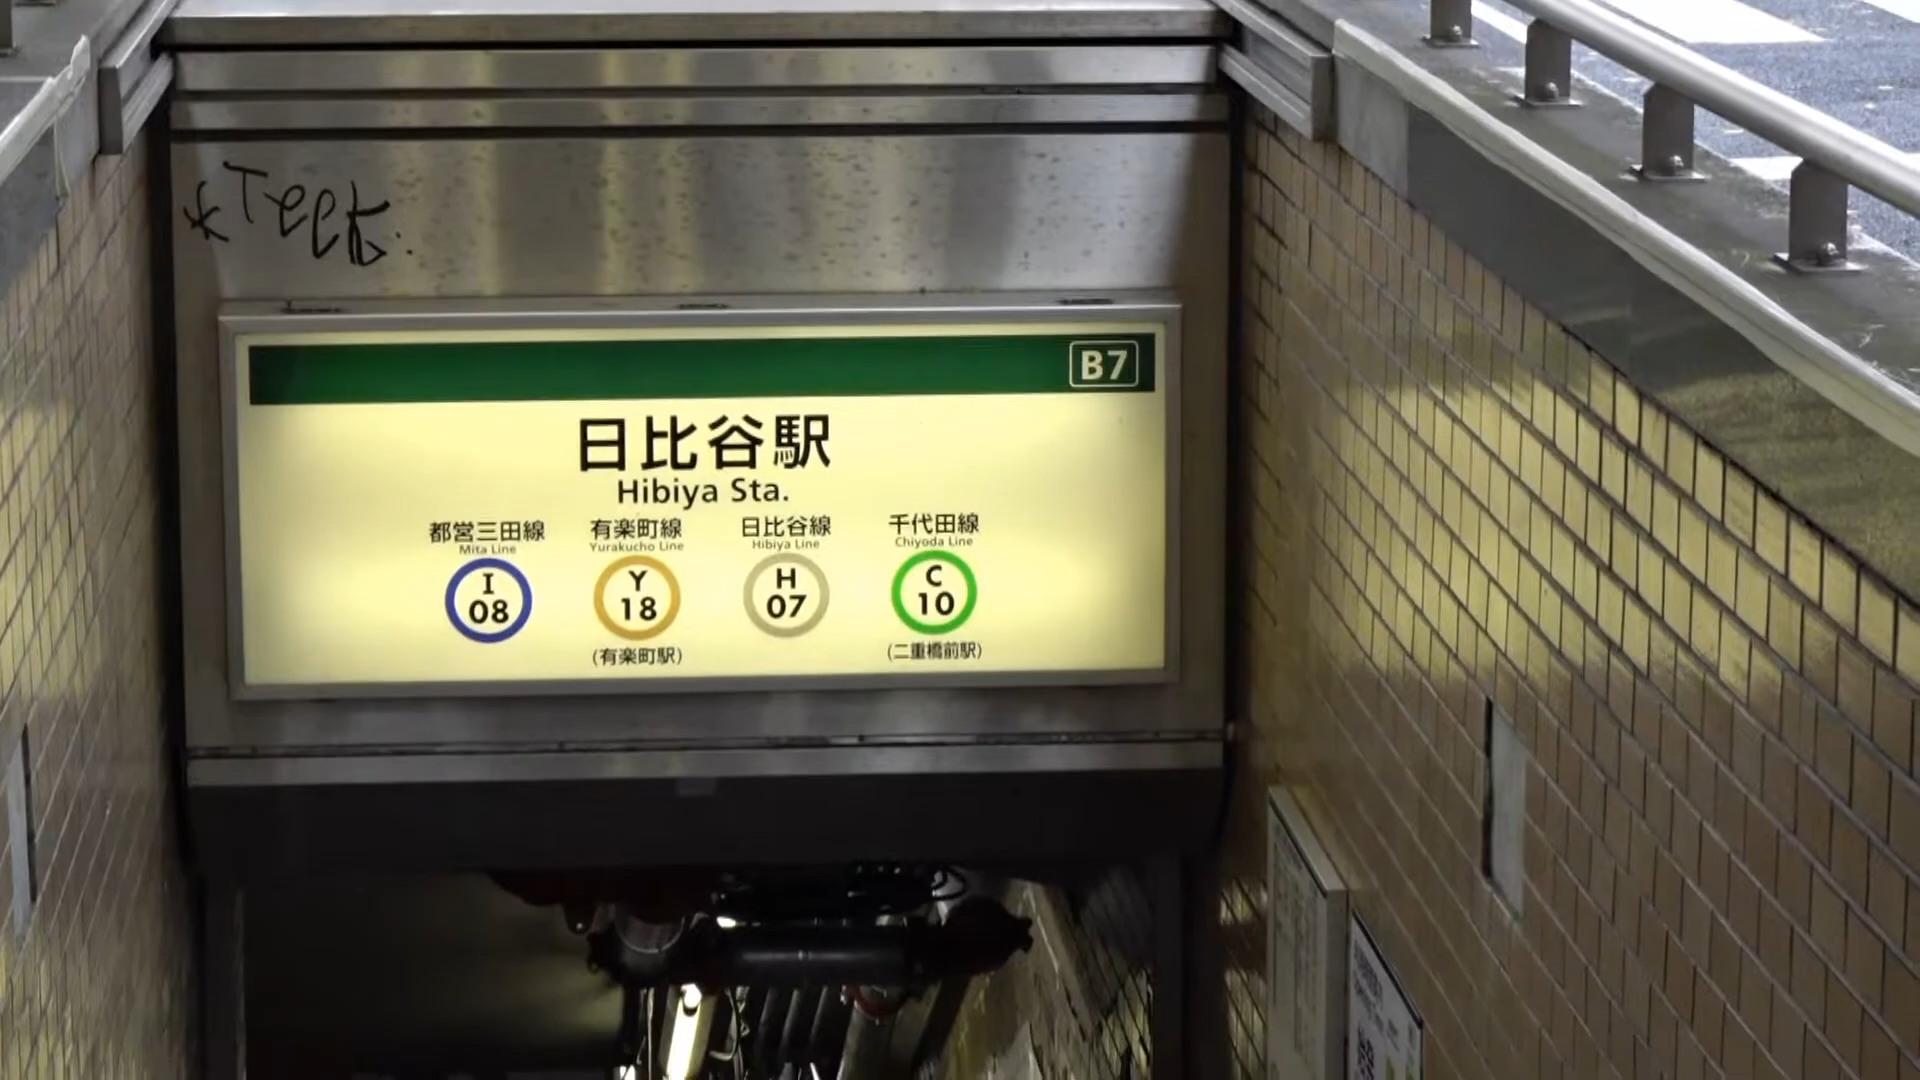 B7
日比谷駅
Hibiya Sta.
都営三田線 有楽町線 日比谷線 千代田線
Mita Line Yurakucho Line Hibiya Line Chiyoda Line
I Y H C
08 18 07 10
(有楽町駅) (二重橋前駅)